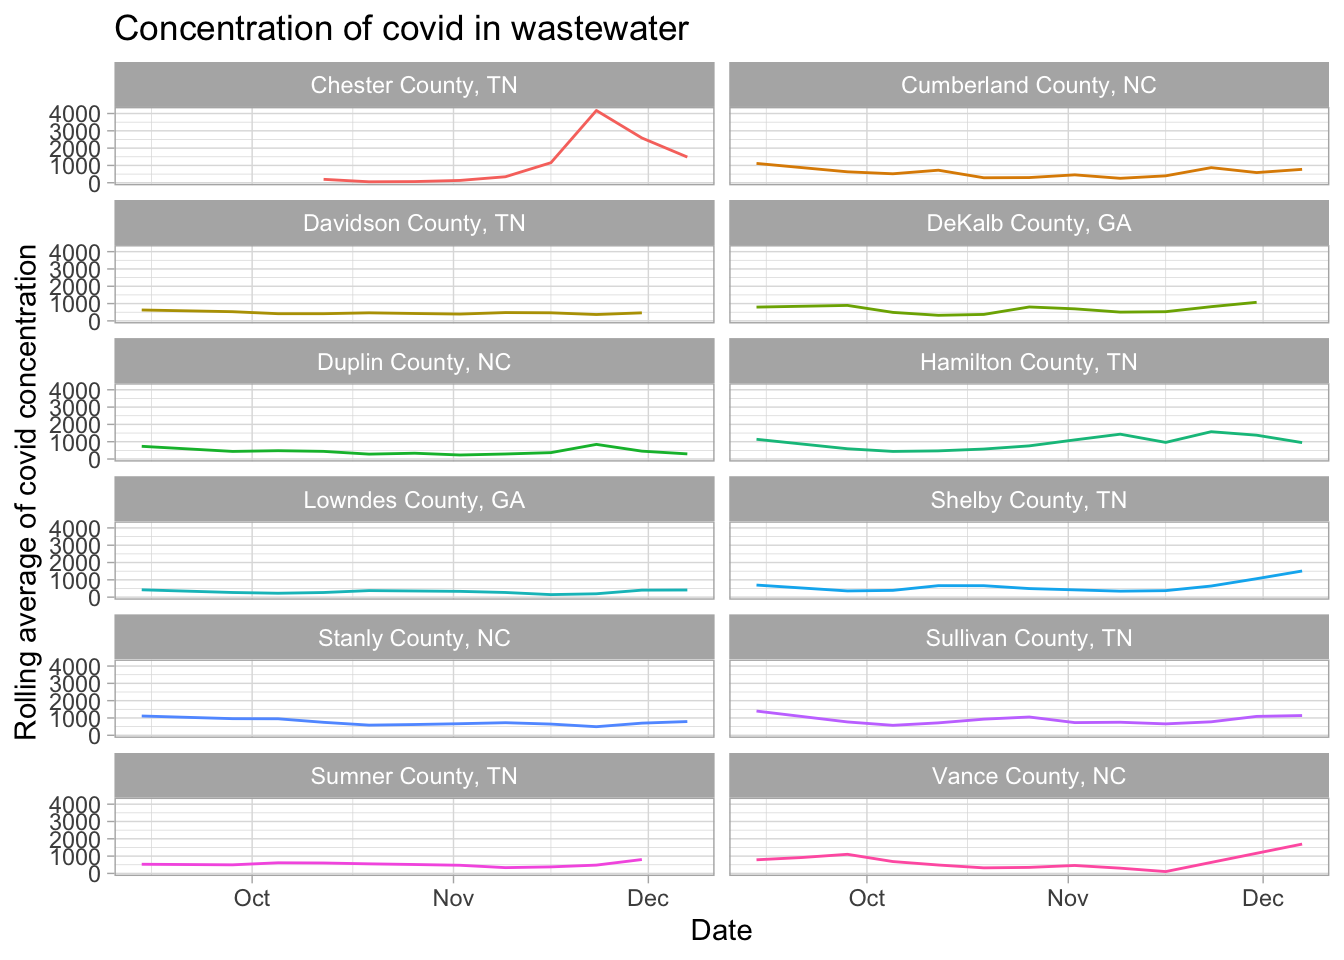 Concentration of covid in wastewater
Chester County, TN
Cumberland County, NC
4000
3000
2000
1000
0
Davidson County, TN
DeKalb County, GA
4000
3000
2000
1000
0
Duplin County, NC
Hamilton County, TN
4000
3000
2000
1000
0
Lowndes County, GA
Shelby County, TN
4000
3000
2000
1000
0
Stanly County, NC
Sullivan County, TN
4000
3000
2000
1000
0
Sumner County, TN
Vance County, NC
4000
3000
2000
1000
0
Oct Nov Dec
Oct Nov Dec
Date
Rolling average of covid concentration